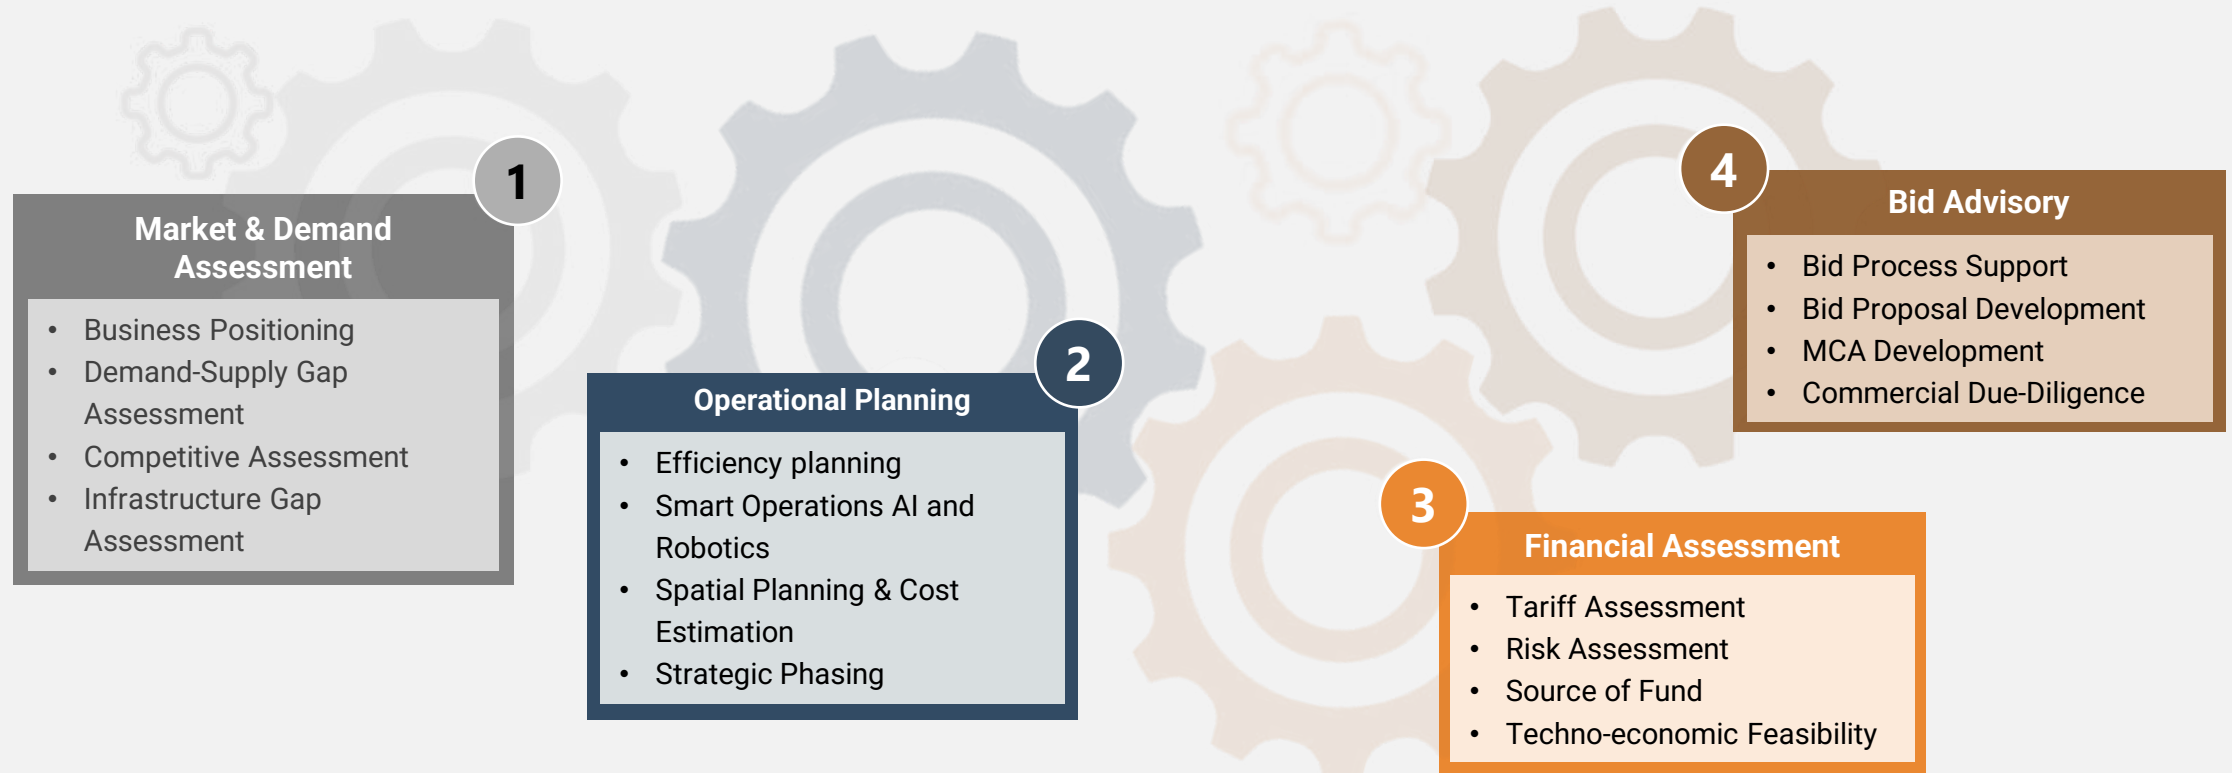 1
Market & Demand
Assessment
• Business Positioning
• Demand-Supply Gap
Assessment
• Competitive Assessment
• Infrastructure Gap
Assessment
2
Operational Planning
• Efficiency planning
• Smart Operations AI and
Robotics
• Spatial Planning & Cost
Estimation
• Strategic Phasing
3
Financial Assessment
• Tariff Assessment
• Risk Assessment
• Source of Fund
• Techno-economic Feasibility
4
Bid Advisory
• Bid Process Support
• Bid Proposal Development
• MCA Development
• Commercial Due-Diligence